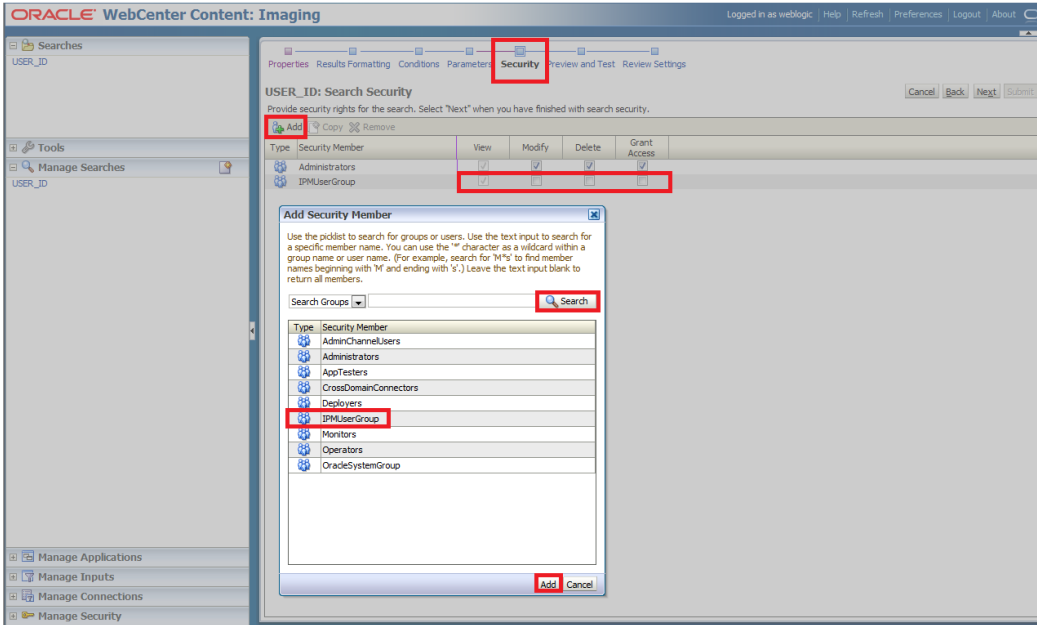 ORACLE WebCenter Content: Imaging
Logged in as weblogic Help Refresh Preferences Logout About
Searches
USER_ID
Tools
Manage Searches
USER_ID
Manage Applications
Manage Inputs
Manage Connections
Manage Security
Properties Results Formatting Conditions Parameters Security Preview and Test Review Settings
USER_ID: Search Security
Cancel Back Next Submit
Provide security rights for the search. Select "Next" when you have finished with search security.
Add Copy Remove
Type Security Member View Modify Delete Grant Access
Administrators
IPMUserGroup
Add Security Member
Use the picklist to search for groups or users. Use the text input to search for
a specific member name. You can use the '*' character as a wildcard within a
group name or user name. (For example, search for 'M*s' to find member
names beginning with 'M' and ending with 's'.) Leave the text input blank to
return all members.
Search Groups Search
Type Security Member
AdminChannelUsers
Administrators
AppTesters
CrossDomainConnectors
Deployers
IPMUserGroup
Monitors
Operators
OracleSystemGroup
Add Cancel